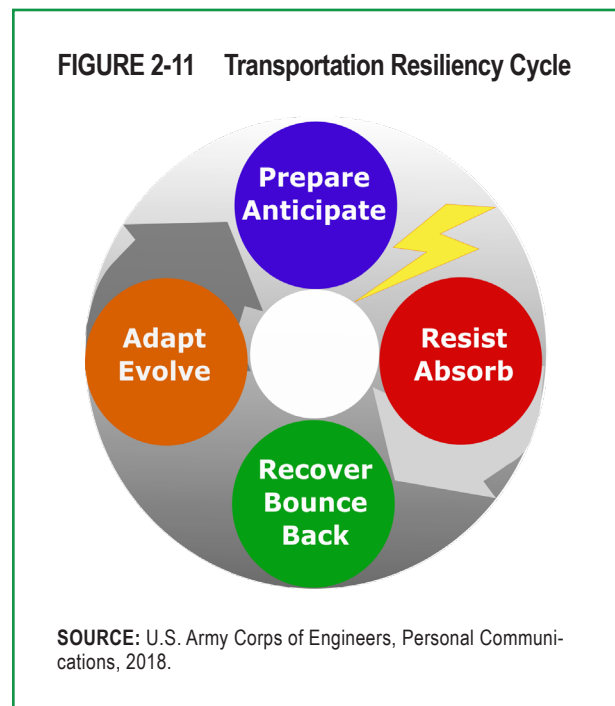 FIGURE 2-11 Transportation Resiliency Cycle
Prepare
Anticipate
Adapt
Evolve
Resist
Absorb
Recover
Bounce
Back
SOURCE: U.S. Army Corps of Engineers, Personal Communi-
cations, 2018.